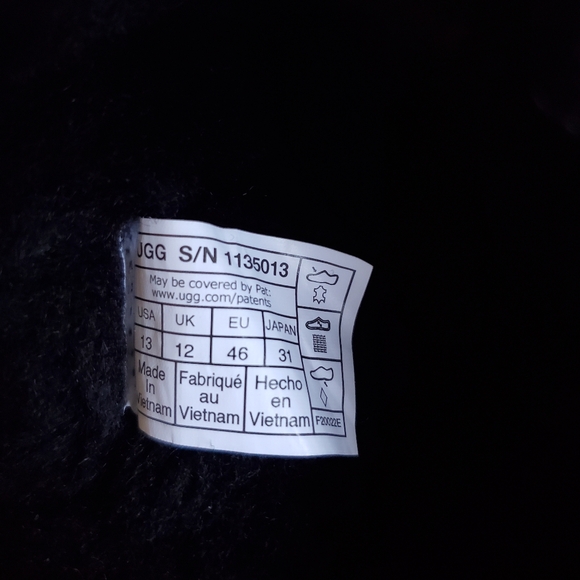 UGG S/N 1135013
May be covered by Pat:
www.ugg.com/patents
USA UK EU JAPAN
13 12 46 31
Made in Vietnam
Fabriqué au Vietnam
Hecho en Vietnam
F20022E